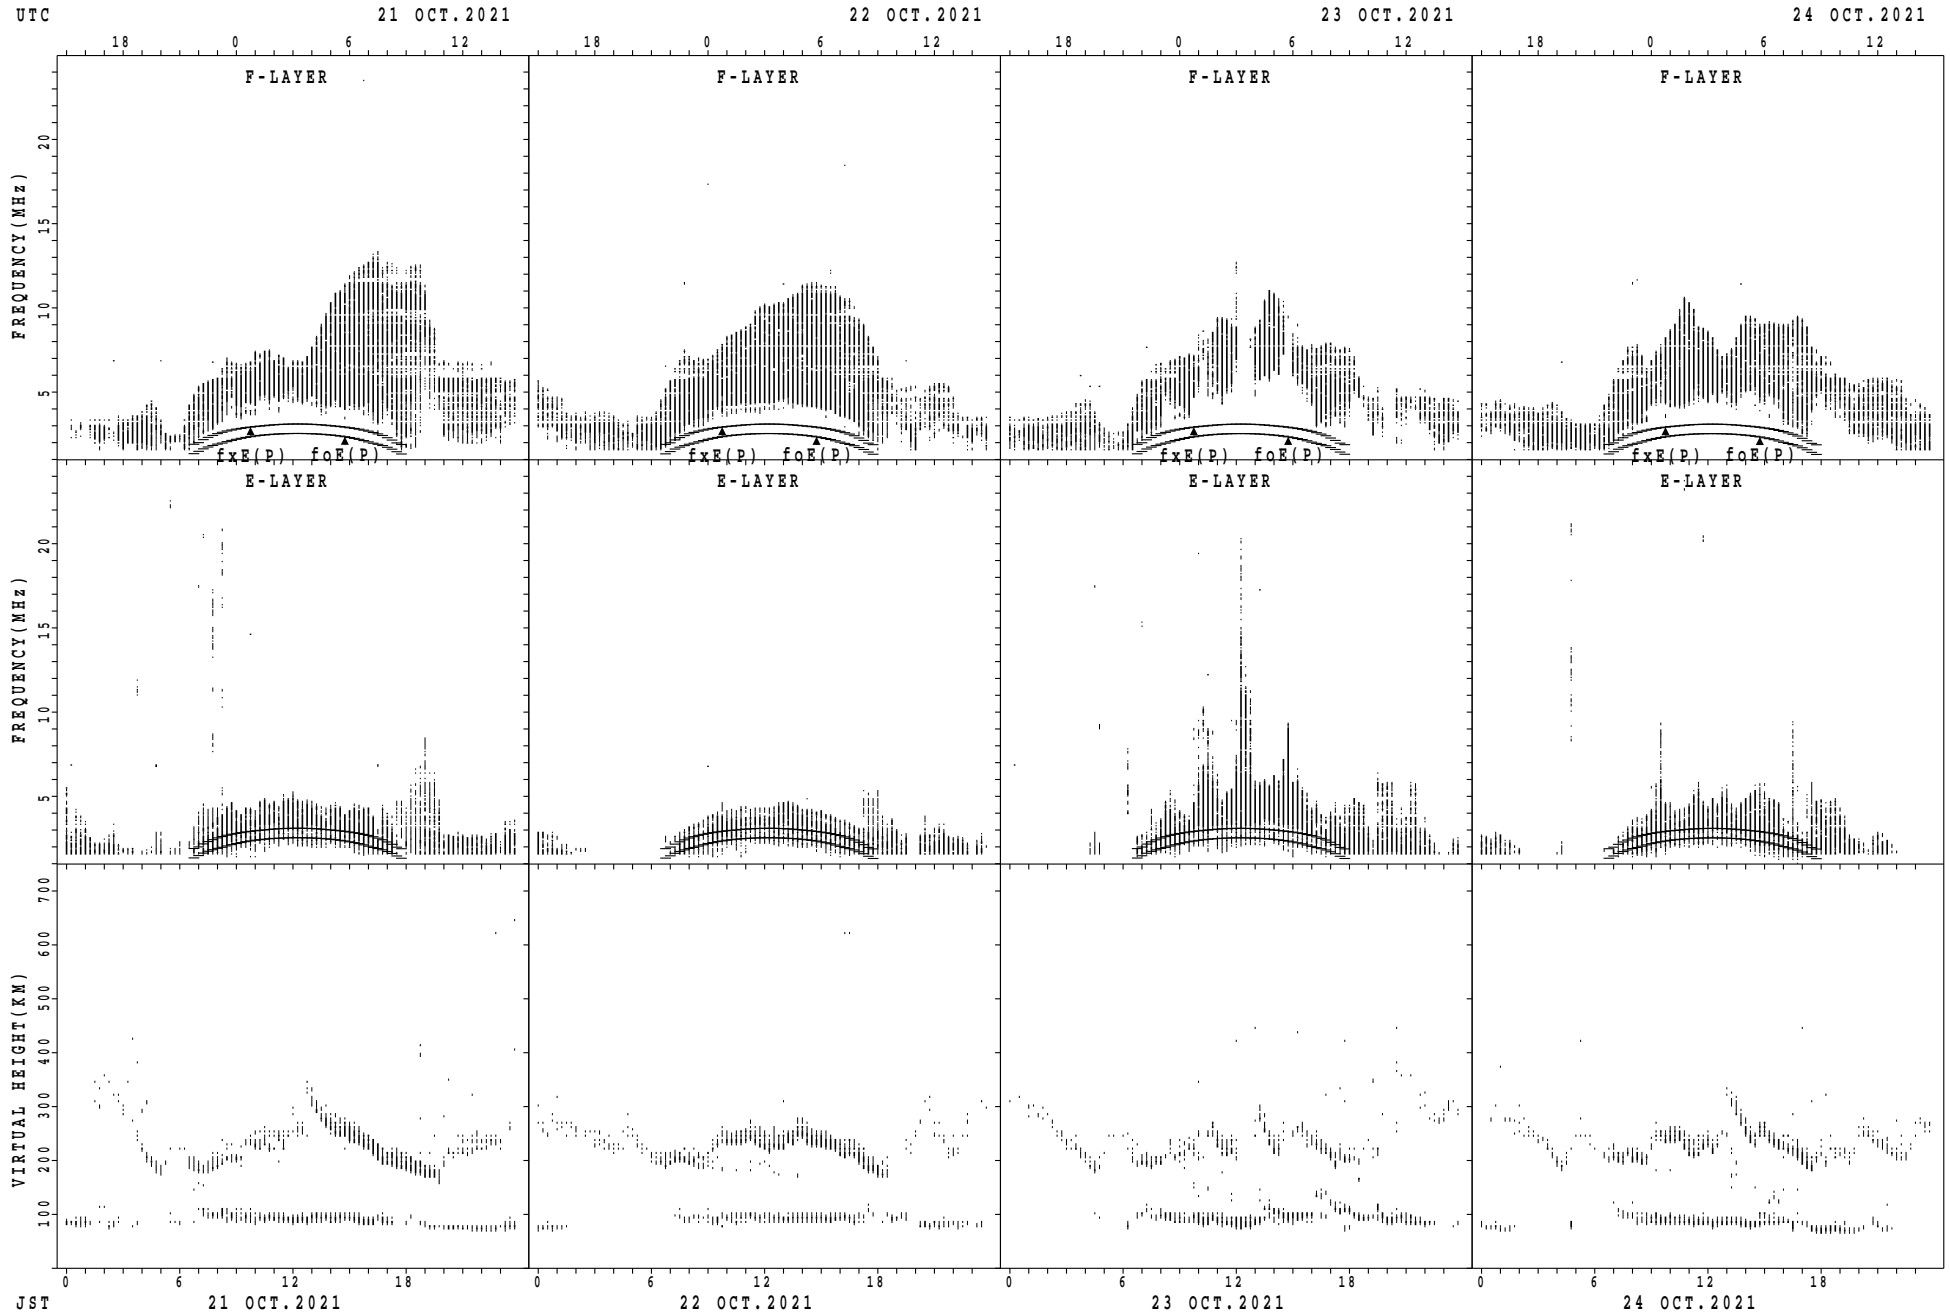 UTC 21 OCT.2021 22 OCT.2021 23 OCT.2021 24 OCT.2021
18 0 6 12 18 0 6 12 18 0 6 12 18 0 6 12
F-LAYER F-LAYER F-LAYER F-LAYER
FREQUENCY(MHz)
20
15
10
5
fxE(P) foE(P) fxE(P) foE(P) fxE(P) foE(P) fxE(P) foE(P)
E-LAYER E-LAYER E-LAYER E-LAYER
FREQUENCY(MHz)
20
15
10
5
VIRTUAL HEIGHT(KM)
700
600
500
400
300
200
100
0 6 12 18 0 6 12 18 0 6 12 18 0 6 12 18
JST 21 OCT.2021 22 OCT.2021 23 OCT.2021 24 OCT.2021